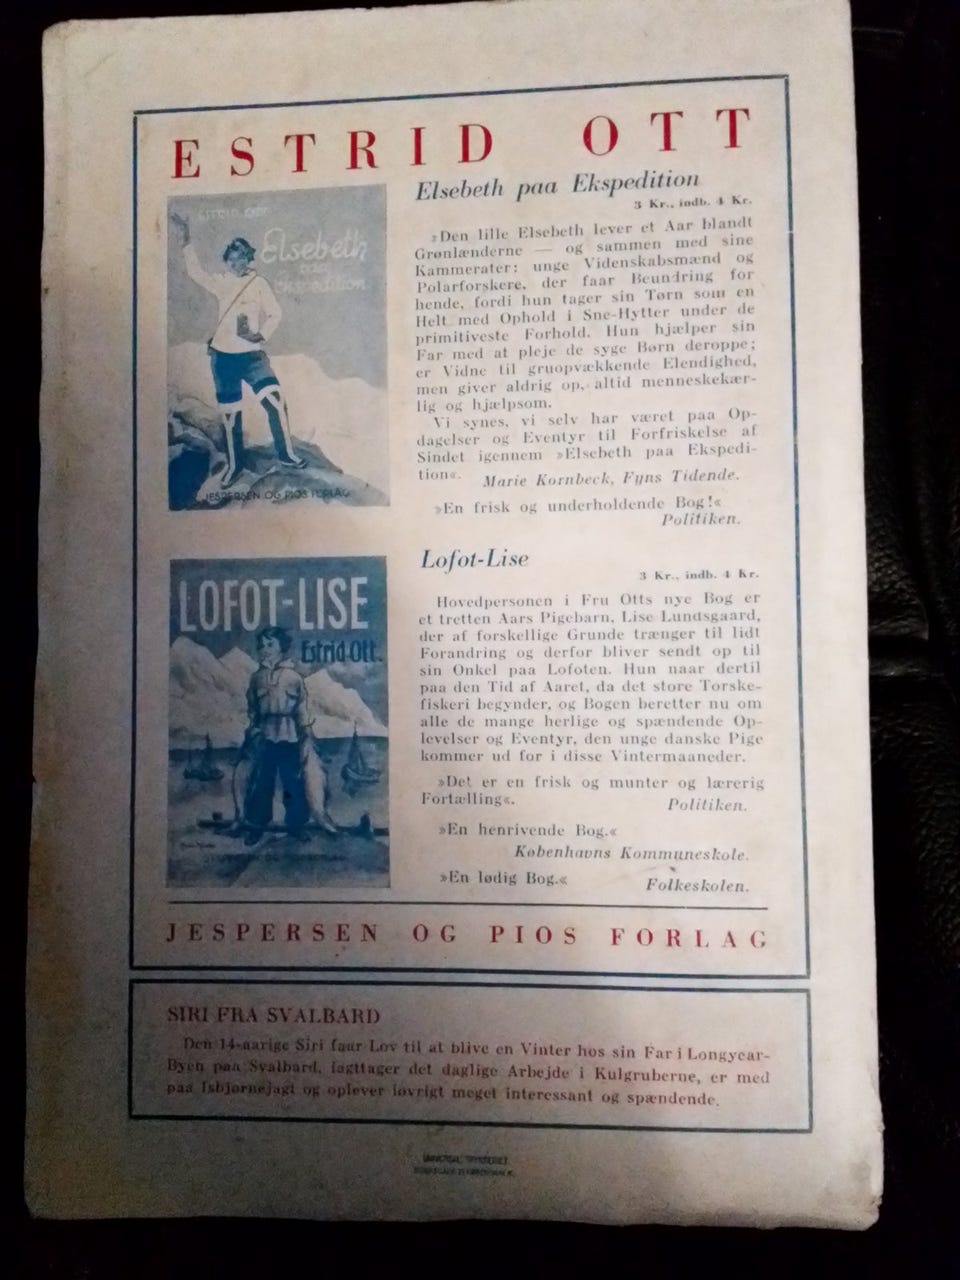 ESTRID OTT
ESTRID OTT
Elsebeth
paa
Ekspedition
JESPERSEN OG PIOS FORLAG
Elsebeth paa Ekspedition
3 Kr., indb. 4 Kr.
»Den lille Elsebeth lever et Aar blandt
Grønlænderne — og sammen med sine
Kammerater: unge Videnskabsmænd og
Polarforskere, der faar Beundring for
hende, fordi hun tager sin Tørn som en
Helt med Ophold i Sne-Hytter under de
primitiveste Forhold. Hun hjælper sin
Far med at pleje de syge Børn deroppe;
er Vidne til gruopvækkende Elendighed,
men giver aldrig op, altid menneskekær-
lig og hjælpsom.
Vi synes, vi selv har været paa Op-
dagelser og Eventyr til Forfriskelse af
Sindet igennem »Elsebeth paa Ekspedi-
tion«. Marie Kornbeck, Fyns Tidende.
»En frisk og underholdende Bog!«
Politiken.
LOFOT-LISE
Estrid Ott.
Lofot-Lise
3 Kr., indb. 4 Kr.
Hovedpersonen i Fru Otts nye Bog er
et tretten Aars Pigebarn, Lise Lundsgaard,
der af forskellige Grunde trænger til lidt
Forandring og derfor bliver sendt op til
sin Onkel paa Lofoten. Hun naar dertil
paa den Tid af Aaret, da det store Torske-
fiskeri begynder, og Bogen beretter nu om
alle de mange herlige og spændende Op-
levelser og Eventyr, den unge danske Pige
kommer ud for i disse Vintermaaneder.
»Det er en frisk og munter og lærerig
Fortælling«. Politiken.
»En henrivende Bog.«
Københavns Kommuneskole.
»En lødig Bog.« Folkeskolen.
JESPERSEN OG PIOS FORLAG
SIRI FRA SVALBARD
Den 14-aarige Siri faar Lov til at blive en Vinter hos sin Far i Longyear-
Byen paa Svalbard, iagttager det daglige Arbejde i Kulgruberne, er med
paa Isbjørnejagt og oplever iøvrigt meget interessant og spændende.
UNIVERSAL TRYKKERIET